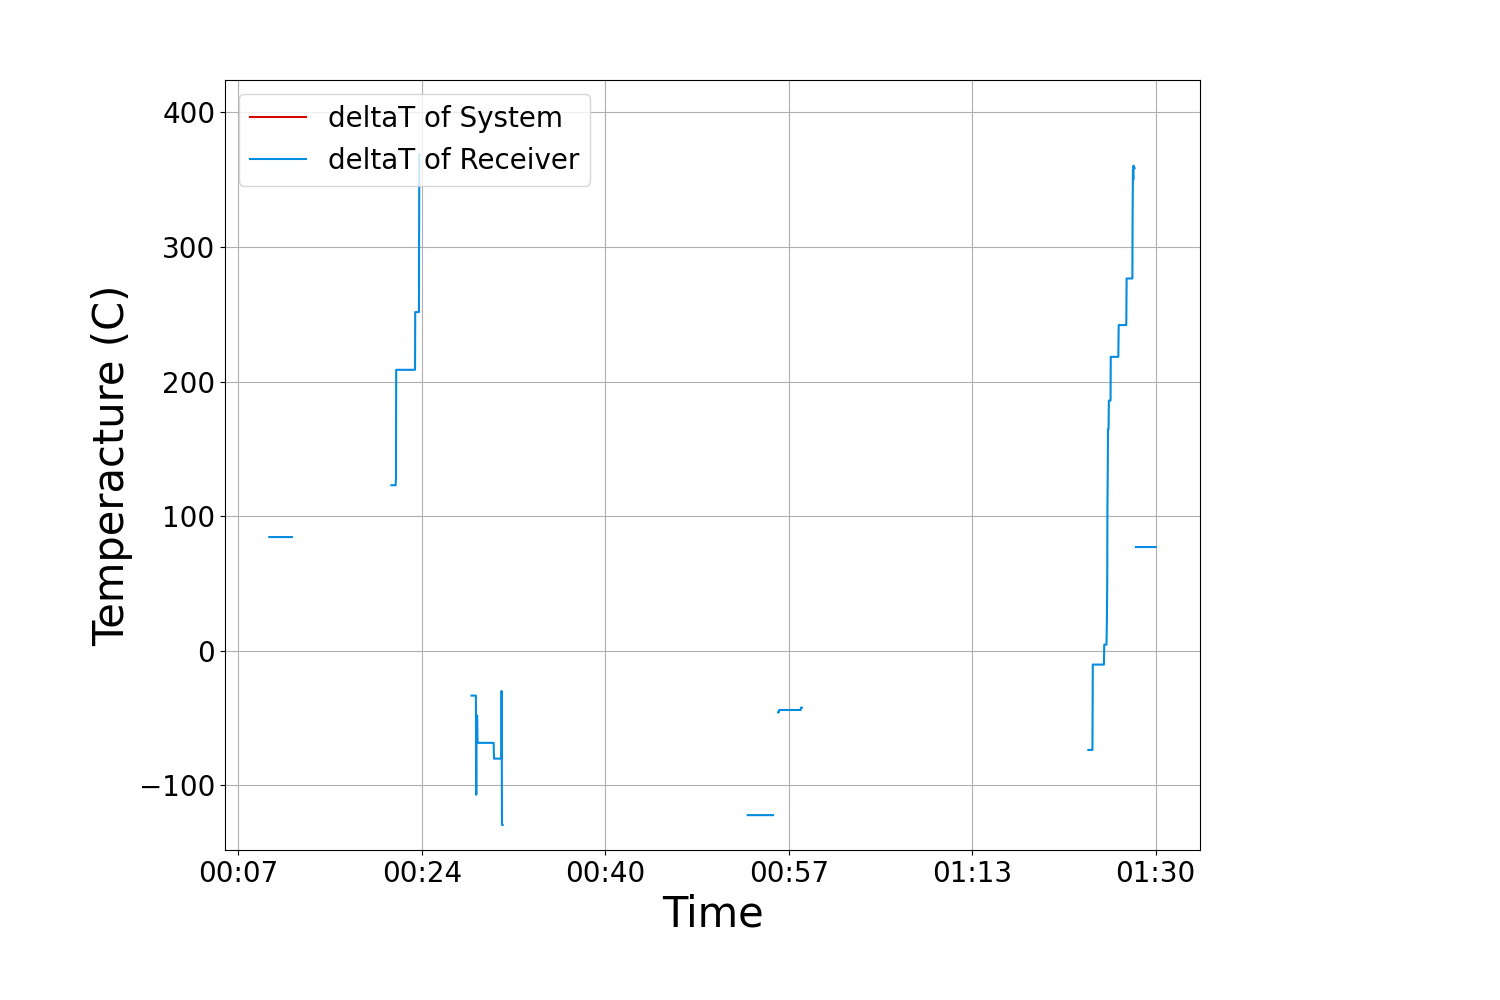 deltaT of System
deltaT of Receiver
400
300
200
100
0
−100
Temperacture (C)
00:07 00:24 00:40 00:57 01:13 01:30
Time